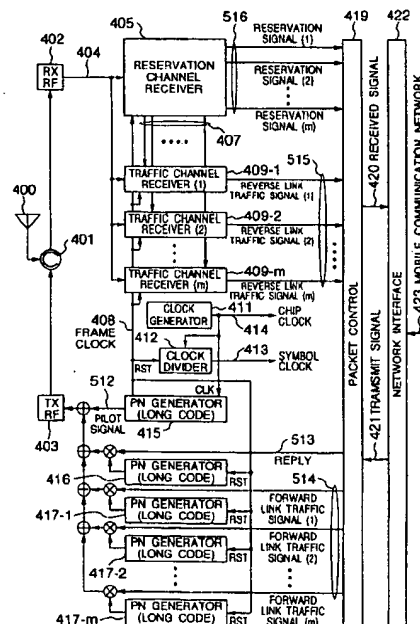 405
516
RESERVATION
SIGNAL (1)
419
422
402
404
RX
RF
RESERVATION
CHANNEL
RECEIVER
RESERVATION
SIGNAL (2)
RESERVATION
SIGNAL (m)
407
400
401
TRAFFIC CHANNEL
RECEIVER (1)
409-1
515
REVERSE LINK
TRAFFIC SIGNAL (1)
TRAFFIC CHANNEL
RECEIVER (2)
409-2
REVERSE LINK
TRAFFIC SIGNAL (2)
TRAFFIC CHANNEL
RECEIVER (m)
409-m
REVERSE LINK
TRAFFIC SIGNAL (m)
408
FRAME
CLOCK
CLOCK
GENERATOR
411
414
CHIP
CLOCK
412
CLOCK
DIVIDER
413
SYMBOL
CLOCK
RST
CLK
TX
RF
403
512
PILOT
SIGNAL
PN GENERATOR
(LONG CODE)
415
513
REPLY
PN GENERATOR
(LONG CODE)
416
RST
514
PN GENERATOR
(LONG CODE)
417-1
RST
FORWARD
LINK TRAFFIC
SIGNAL (1)
PN GENERATOR
(LONG CODE)
417-2
RST
FORWARD
LINK TRAFFIC
SIGNAL (2)
PN GENERATOR
(LONG CODE)
417-m
RST
FORWARD
LINK TRAFFIC
SIGNAL (m)
PACKET CONTROL
420 RECEIVED SIGNAL
421 TRANSMIT SIGNAL
NETWORK INTERFACE
423 MOBILE COMMUNICATION NETWORK